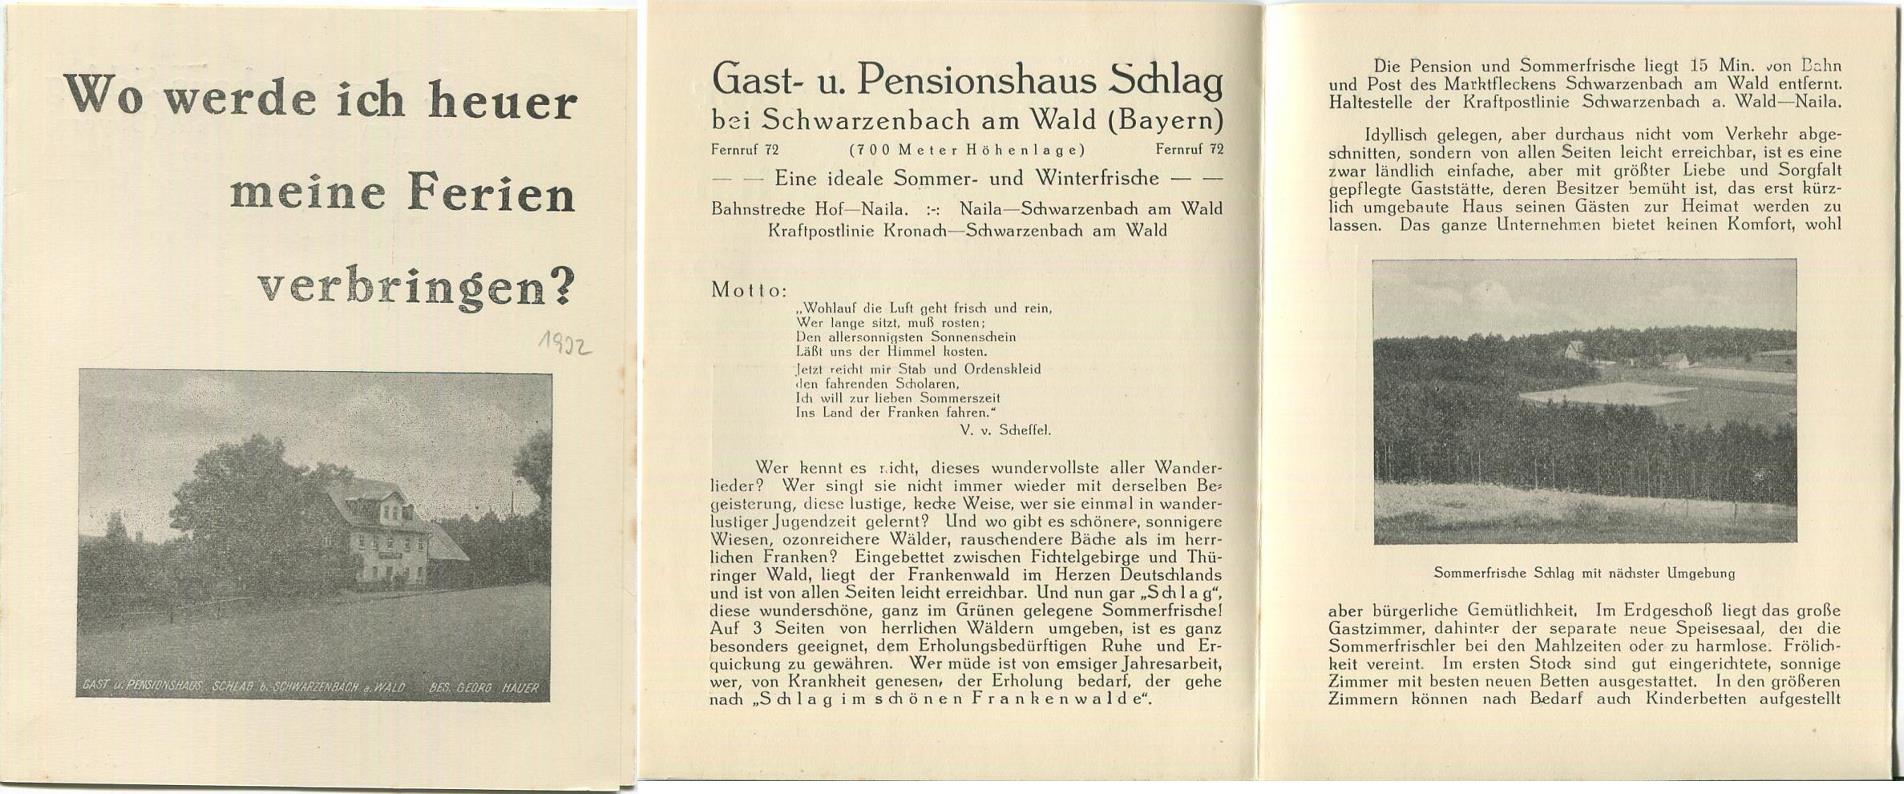 Wo werde ich heuer
meine Ferien
verbringen?
1932
GAST u. PENSIONSHAUS SCHLAG b. SCHWARZENBACH a. WALD BES. GEORG HAUER
Gast- u. Pensionshaus Schlag
bei Schwarzenbach am Wald (Bayern)
Fernruf 72 (700 Meter Höhenlage) Fernruf 72
— — Eine ideale Sommer- und Winterfrische — —
Bahnstrecke Hof—Naila. :-: Naila—Schwarzenbach am Wald
Kraftpostlinie Kronach—Schwarzenbach am Wald
Motto:
„Wohlauf die Luft geht frisch und rein,
Wer lange sitzt, muß rosten;
Den allersonnigsten Sonnenschein
Läßt uns der Himmel kosten.
Jetzt reicht mir Stab und Ordenskleid
den fahrenden Scholaren,
Ich will zur lieben Sommerszeit
Ins Land der Franken fahren.“
V. v. Scheffel.
Wer kennt es nicht, dieses wundervollste aller Wander-
lieder? Wer singt sie nicht immer wieder mit derselben Be-
geisterung, diese lustige, kecke Weise, wer sie einmal in wander-
lustiger Jugendzeit gelernt? Und wo gibt es schönere, sonnigere
Wiesen, ozonreichere Wälder, rauschendere Bäche als im herr-
lichen Franken? Eingebettet zwischen Fichtelgebirge und Thü-
ringer Wald, liegt der Frankenwald im Herzen Deutschlands
und ist von allen Seiten leicht erreichbar. Und nun gar „Schlag“,
diese wunderschöne, ganz im Grünen gelegene Sommerfrische!
Auf 3 Seiten von herrlichen Wäldern umgeben, ist es ganz
besonders geeignet, dem Erholungsbedürftigen Ruhe und Er-
quickung zu gewähren. Wer müde ist von emsiger Jahresarbeit,
wer, von Krankheit genesen, der Erholung bedarf, der gehe
nach „Schlag im schönen Frankenwalde“.
Die Pension und Sommerfrische liegt 15 Min. von Bahn
und Post des Marktfleckens Schwarzenbach am Wald entfernt.
Haltestelle der Kraftpostlinie Schwarzenbach a. Wald—Naila.
Idyllisch gelegen, aber durchaus nicht vom Verkehr abge-
schnitten, sondern von allen Seiten leicht erreichbar, ist es eine
zwar ländlich einfache, aber mit größter Liebe und Sorgfalt
gepflegte Gaststätte, deren Besitzer bemüht ist, das erst kürz-
lich umgebaute Haus seinen Gästen zur Heimat werden zu
lassen. Das ganze Unternehmen bietet keinen Komfort, wohl
Sommerfrische Schlag mit nächster Umgebung
aber bürgerliche Gemütlichkeit. Im Erdgeschoß liegt das große
Gastzimmer, dahinter der separate neue Speisesaal, der die
Sommerfrischler bei den Mahlzeiten oder zu harmlose. Frölich-
keit vereint. Im ersten Stock sind gut eingerichtete, sonnige
Zimmer mit besten neuen Betten ausgestattet. In den größeren
Zimmern können nach Bedarf auch Kinderbetten aufgestellt